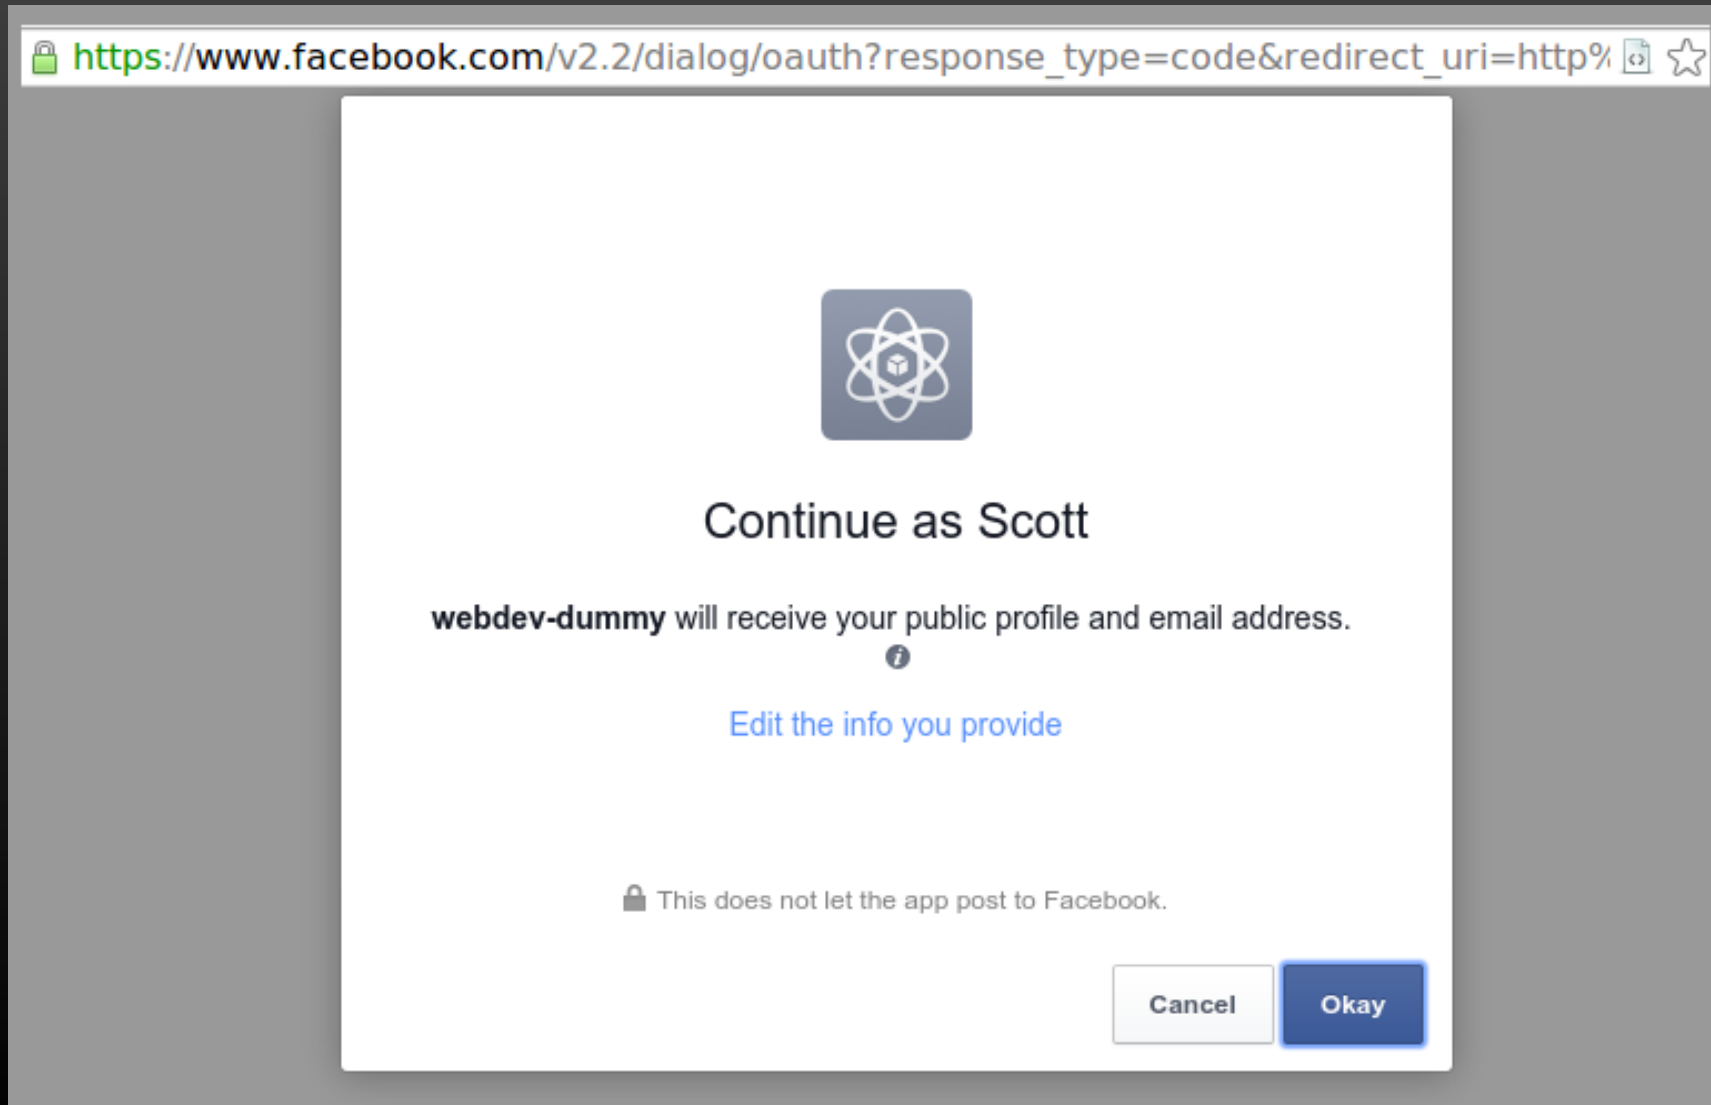 https://www.facebook.com/v2.2/dialog/oauth?response_type=code&redirect_uri=http%
Continue as Scott
webdev-dummy will receive your public profile and email address.
Edit the info you provide
This does not let the app post to Facebook.
Cancel Okay